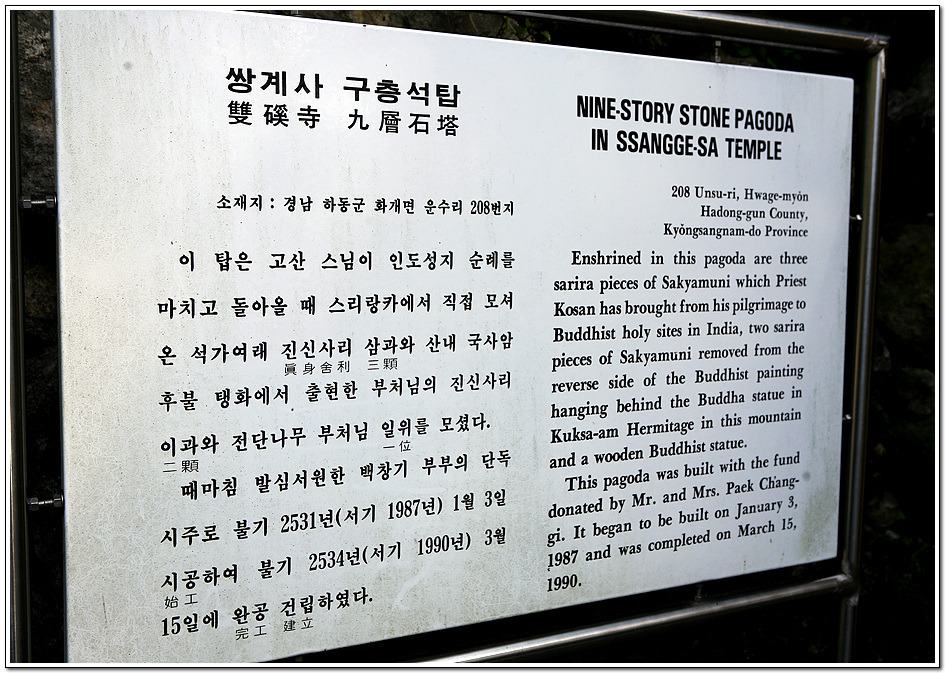 쌍계사 구층석탑
雙磎寺 九層石塔
소재지 : 경남 하동군 화개면 운수리 208번지
이 탑은 고산 스님이 인도성지 순례를
마치고 돌아올 때 스리랑카에서 직접 모셔
온 석가여래 진신사리 삼과와 산내 국사암
眞身舍利 三顆
후불 탱화에서 출현한 부처님의 진신사리
이과와 전단나무 부처님 일위를 모셨다.
二顆 一位
때마침 발심서원한 백창기 부부의 단독
시주로 불기 2531년(서기 1987년) 1월 3일
시공하여 불기 2534년(서기 1990년) 3월
始工
15일에 완공 건립하였다.
完工 建立
NINE-STORY STONE PAGODA
IN SSANGGE-SA TEMPLE
208 Unsu-ri, Hwage-myŏn
Hadong-gun County,
Kyŏngsangnam-do Province
Enshrined in this pagoda are three
sarira pieces of Sakyamuni which Priest
Kosan has brought from his pilgrimage to
Buddhist holy sites in India, two sarira
pieces of Sakyamuni removed from the
reverse side of the Buddhist painting
hanging behind the Buddha statue in
Kuksa-am Hermitage in this mountain
and a wooden Buddhist statue.
This pagoda was built with the fund
donated by Mr. and Mrs. Paek Ch'ang-
gi. It began to be built on January 3,
1987 and was completed on March 15,
1990.